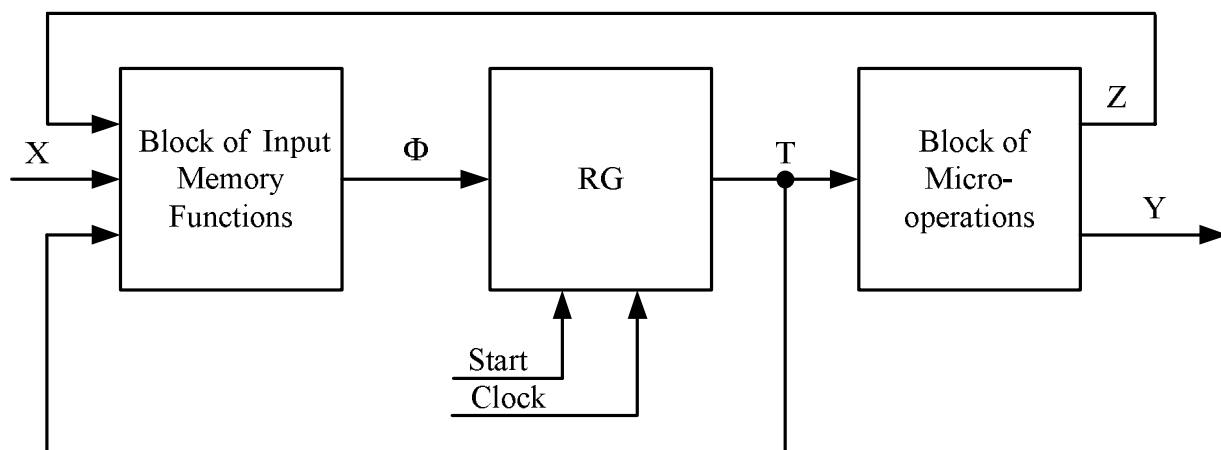 Z
X
Block of Input
Memory
Functions
Φ
RG
T
Block of
Micro-
operations
Y
Start
Clock